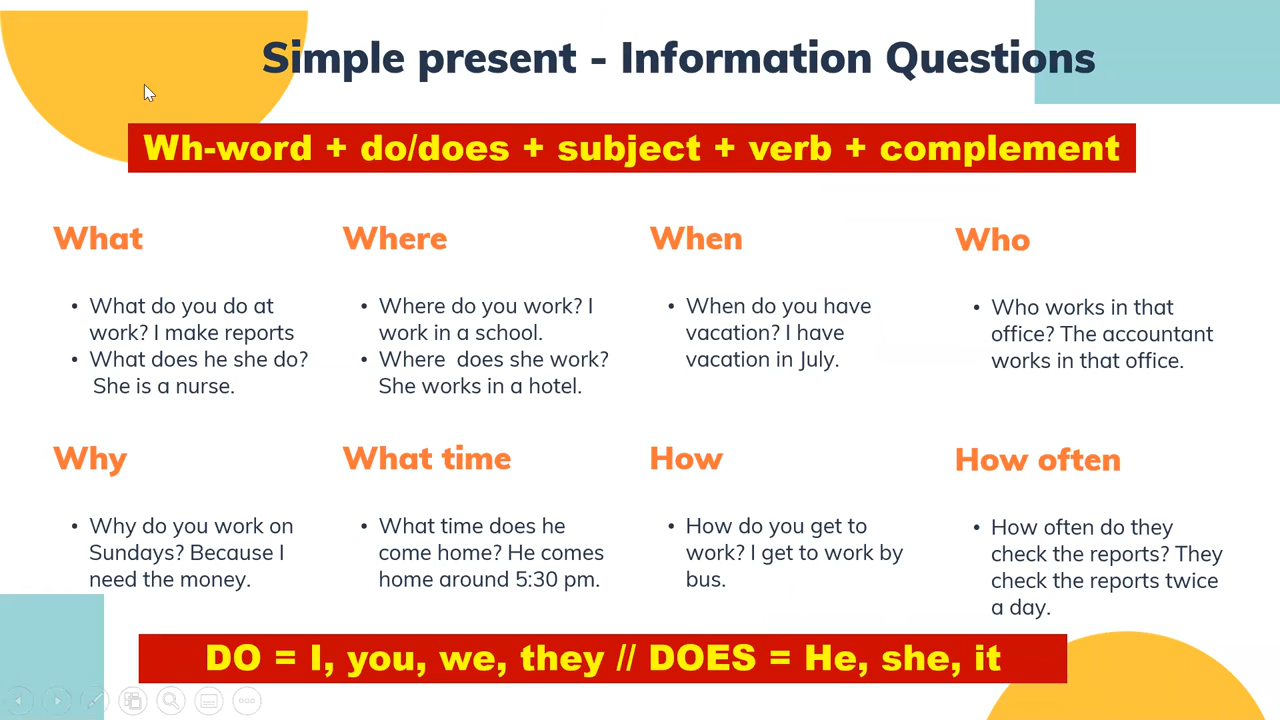 Simple present - Information Questions
Wh-word + do/does + subject + verb + complement
What
• What do you do at
work? I make reports
• What does he she do?
She is a nurse.
Where
• Where do you work? I
work in a school.
• Where does she work?
She works in a hotel.
When
• When do you have
vacation? I have
vacation in July.
Who
• Who works in that
office? The accountant
works in that office.
Why
• Why do you work on
Sundays? Because I
need the money.
What time
• What time does he
come home? He comes
home around 5:30 pm.
How
• How do you get to
work? I get to work by
bus.
How often
• How often do they
check the reports? They
check the reports twice
a day.
DO = I, you, we, they // DOES = He, she, it